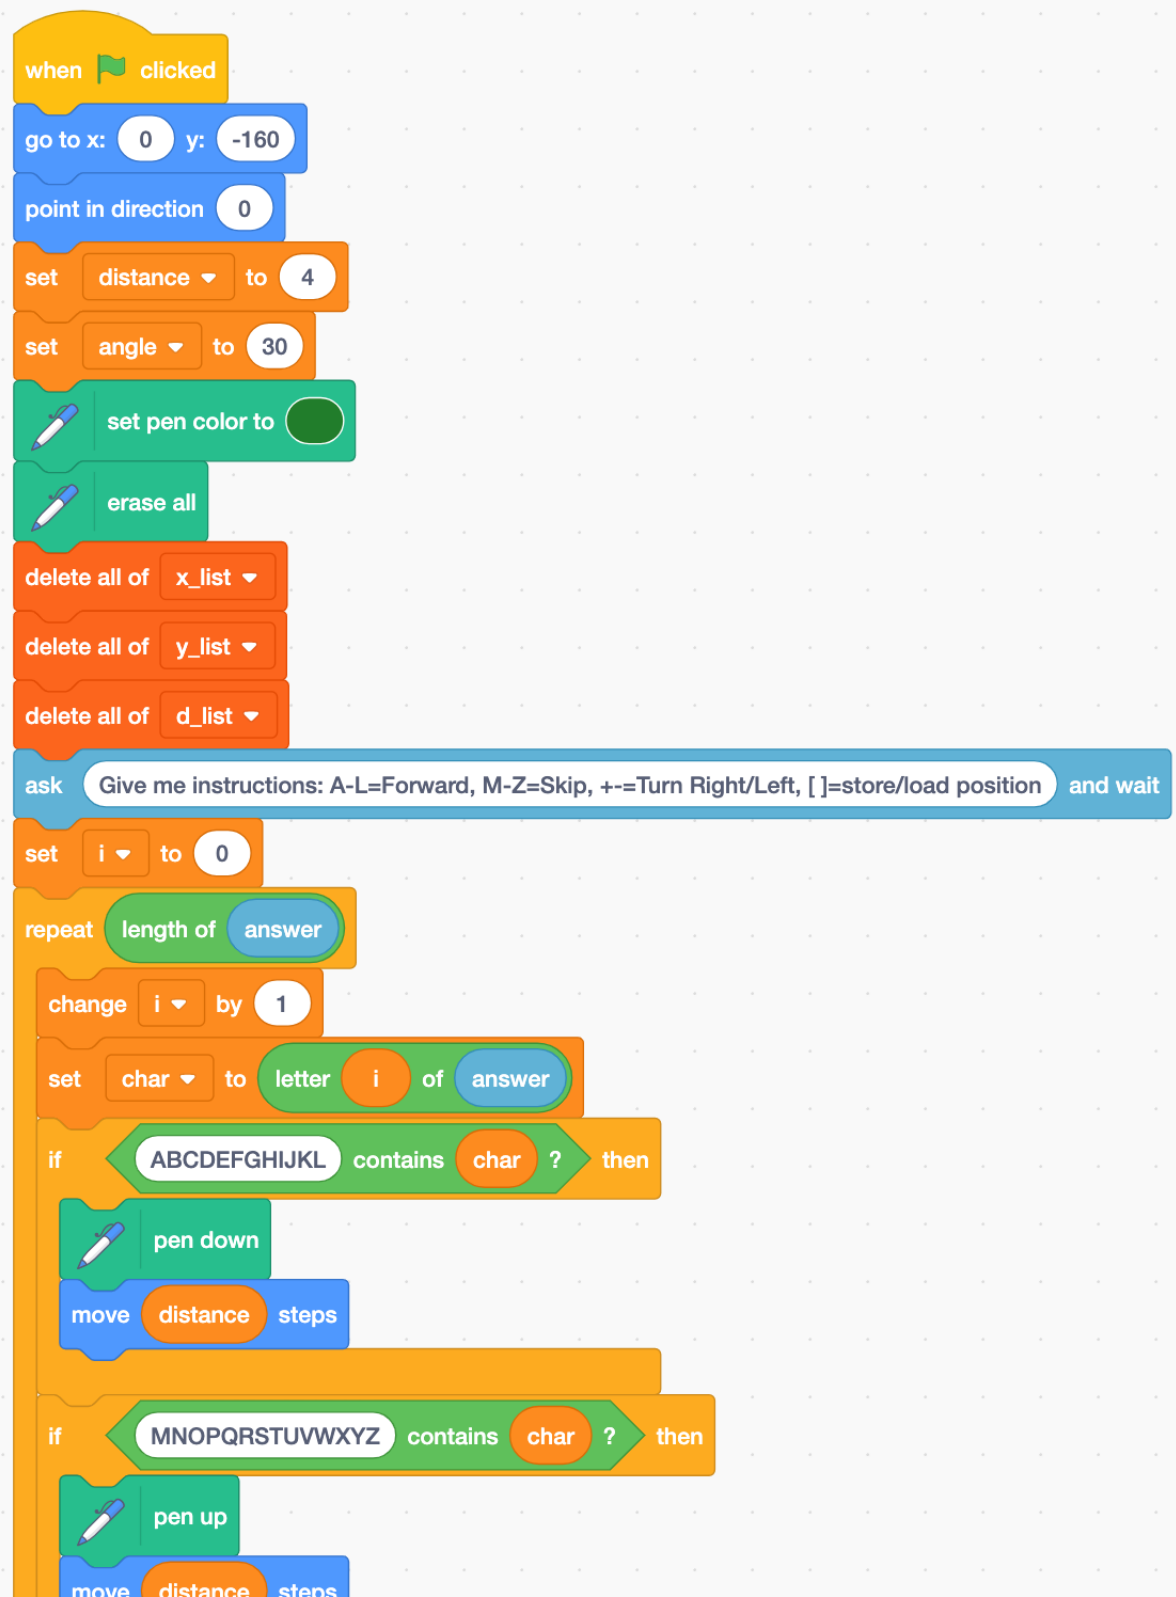 when clicked
go to x: 0 y: -160
point in direction 0
set distance to 4
set angle to 30
set pen color to
erase all
delete all of x_list
delete all of y_list
delete all of d_list
ask Give me instructions: A-L=Forward, M-Z=Skip, +-=Turn Right/Left, [ ]=store/load position and wait
set i to 0
repeat length of answer
change i by 1
set char to letter i of answer
if ABCDEFGHIJKL contains char ? then
pen down
move distance steps
if MNOPQRSTUVWXYZ contains char ? then
pen up
move distance steps